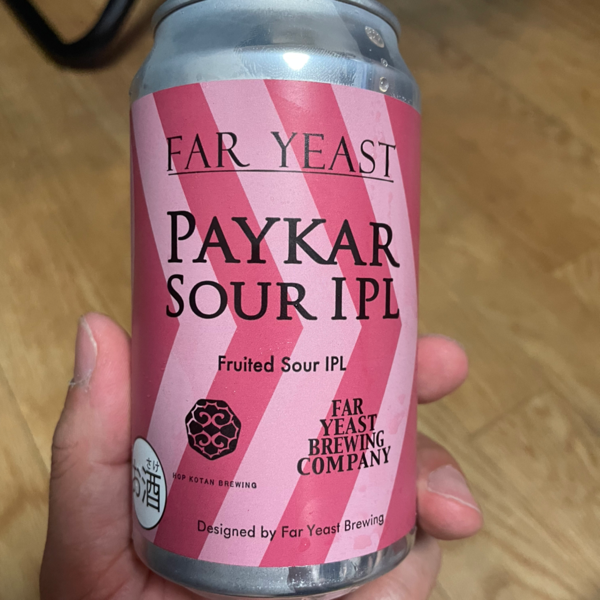 FAR YEAST
PAYKAR
SOUR IPL
Fruited Sour IPL
HOP KOTAN BREWING
FAR
YEAST
BREWING
COMPANY
さけ
お酒
Designed by Far Yeast Brewing